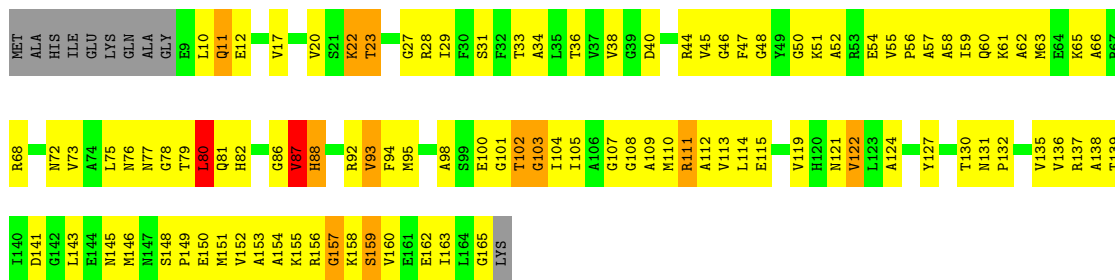 MET ALA HIS ILE GLU LYS GLN ALA GLY E9 L10 Q11 E12 V17 V20 S21 K22 T23 G27 R28 I29 F30 S31 F32 T33 A34 L35 T36 V37 V38 G39 D40 R44 V45 G46 F47 G48 Y49 G50 K51 A52 R53 E54 V55 P56 A57 A58 I59 Q60 K61 A62 M63 E64 K65 A66 R67
R68 N72 V73 A74 L75 N76 N77 G78 T79 L80 Q81 H82 G86 V87 H88 R92 V93 F94 M95 A98 S99 E100 G101 T102 G103 I104 I105 A106 G107 G108 A109 M110 R111 A112 V113 L114 E115 V119 H120 N121 V122 L123 A124 Y127 T130 N131 P132 V135 V136 R137 A138 T139
I140 D141 G142 L143 E144 N145 M146 N147 S148 P149 E150 M151 V152 A153 A154 K155 R156 G157 K158 S159 V160 E161 E162 I163 L164 G165 LYS